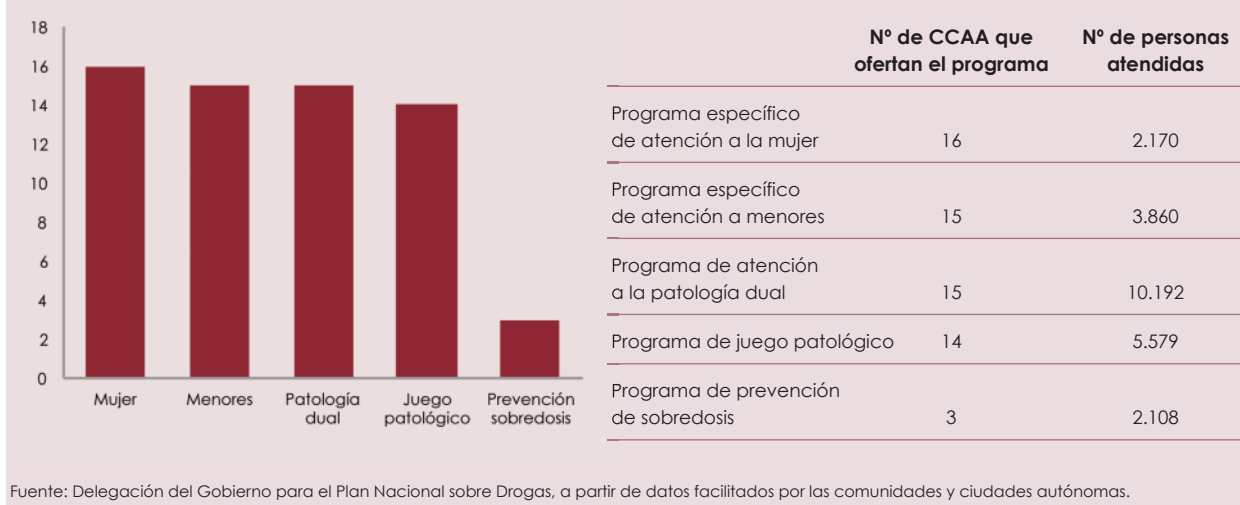 18
16
14
12
10
8
6
4
2
0
Mujer
Menores
Patología
dual
Juego
patológico
Prevención
sobredosis
Nº de CCAA que
ofertan el programa
Nº de personas
atendidas
Programa específico
de atención a la mujer 16 2.170
Programa específico
de atención a menores 15 3.860
Programa de atención
a la patología dual 15 10.192
Programa de juego patológico 14 5.579
Programa de prevención
de sobredosis 3 2.108
Fuente: Delegación del Gobierno para el Plan Nacional sobre Drogas, a partir de datos facilitados por las comunidades y ciudades autónomas.